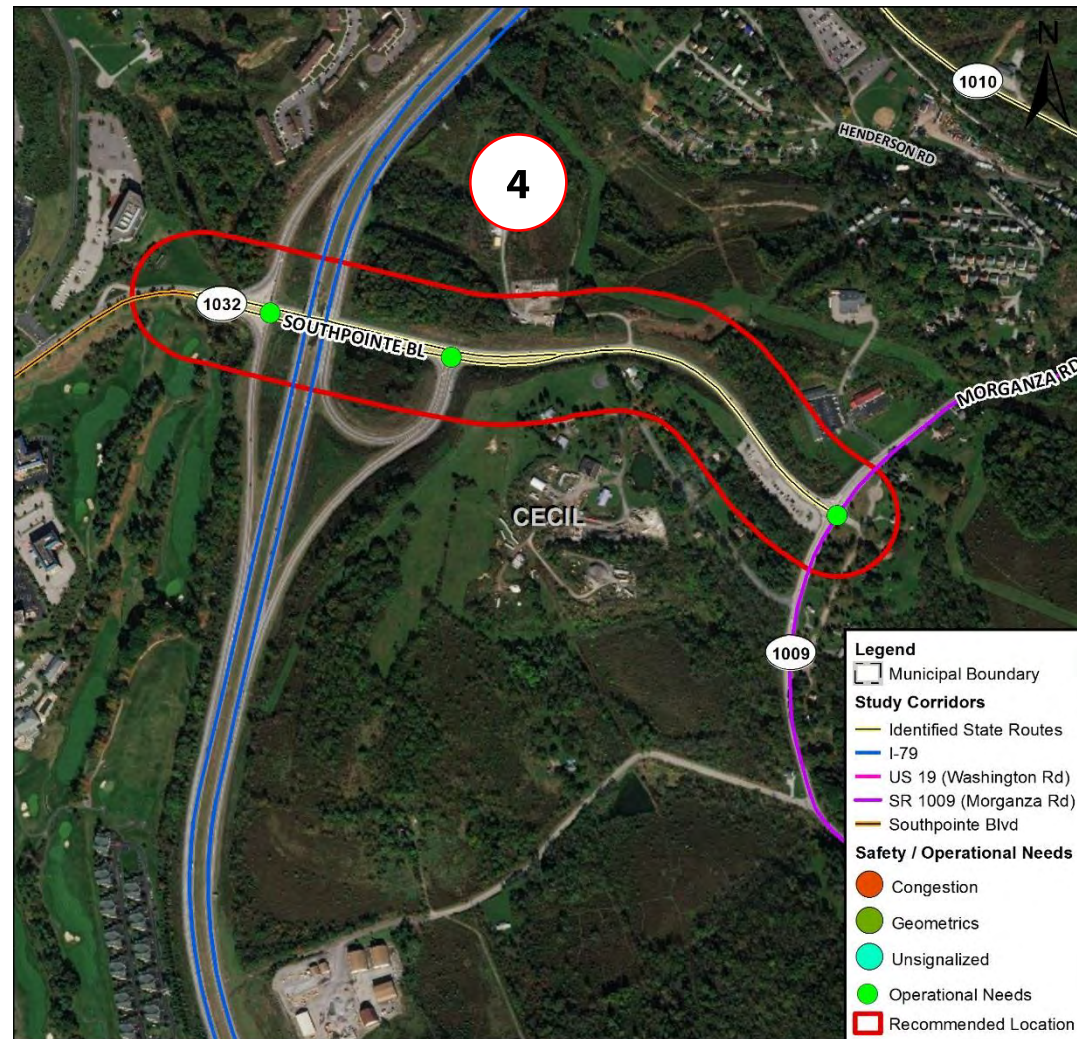 N
1010
HENDERSON RD
4
1032
SOUTHPOINTE BL
MORGANZA RD
CECIL
1009
Legend
Municipal Boundary
Study Corridors
Identified State Routes
I-79
US 19 (Washington Rd)
SR 1009 (Morganza Rd)
Southpointe Blvd
Safety / Operational Needs
Congestion
Geometrics
Unsignalized
Operational Needs
Recommended Location